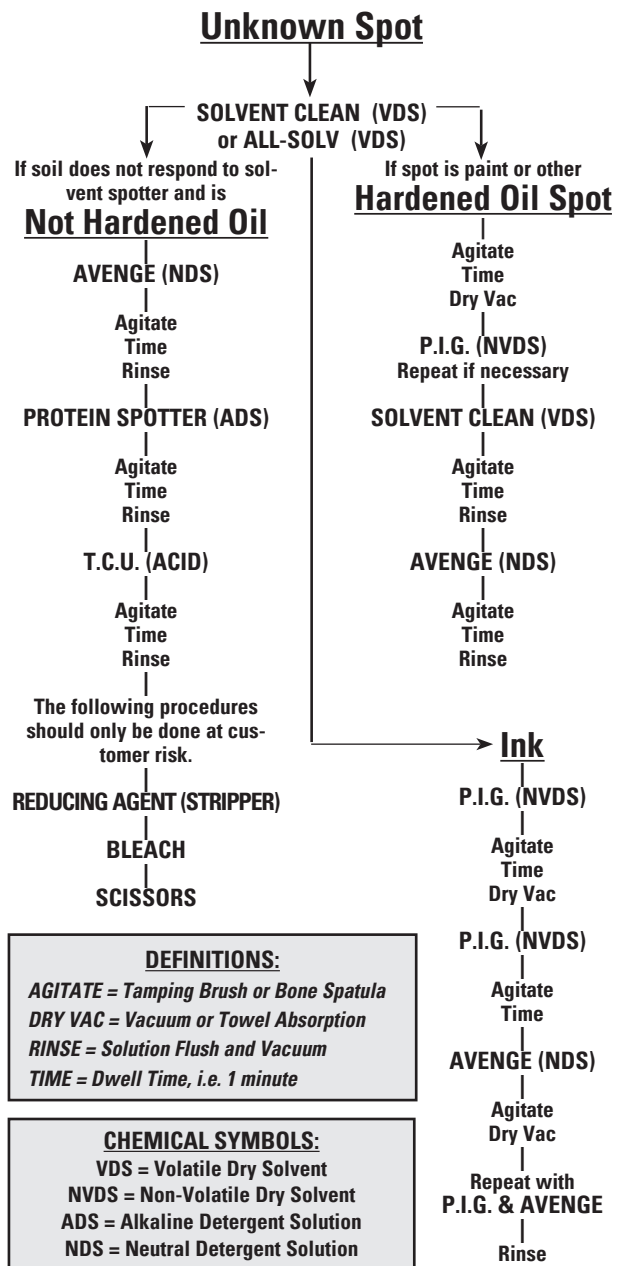 Unknown Spot
SOLVENT CLEAN (VDS)
or ALL-SOLV (VDS)
If soil does not respond to sol-
vent spotter and is
Not Hardened Oil
AVENGE (NDS)
Agitate
Time
Rinse
PROTEIN SPOTTER (ADS)
Agitate
Time
Rinse
T.C.U. (ACID)
Agitate
Time
Rinse
The following procedures
should only be done at cus-
tomer risk.
REDUCING AGENT (STRIPPER)
BLEACH
SCISSORS
If spot is paint or other
Hardened Oil Spot
Agitate
Time
Dry Vac
P.I.G. (NVDS)
Repeat if necessary
SOLVENT CLEAN (VDS)
Agitate
Time
Rinse
AVENGE (NDS)
Agitate
Time
Rinse
Ink
P.I.G. (NVDS)
Agitate
Time
Dry Vac
P.I.G. (NVDS)
Agitate
Time
AVENGE (NDS)
Agitate
Dry Vac
Repeat with
P.I.G. & AVENGE
Rinse
DEFINITIONS:
AGITATE = Tamping Brush or Bone Spatula
DRY VAC = Vacuum or Towel Absorption
RINSE = Solution Flush and Vacuum
TIME = Dwell Time, i.e. 1 minute
CHEMICAL SYMBOLS:
VDS = Volatile Dry Solvent
NVDS = Non-Volatile Dry Solvent
ADS = Alkaline Detergent Solution
NDS = Neutral Detergent Solution